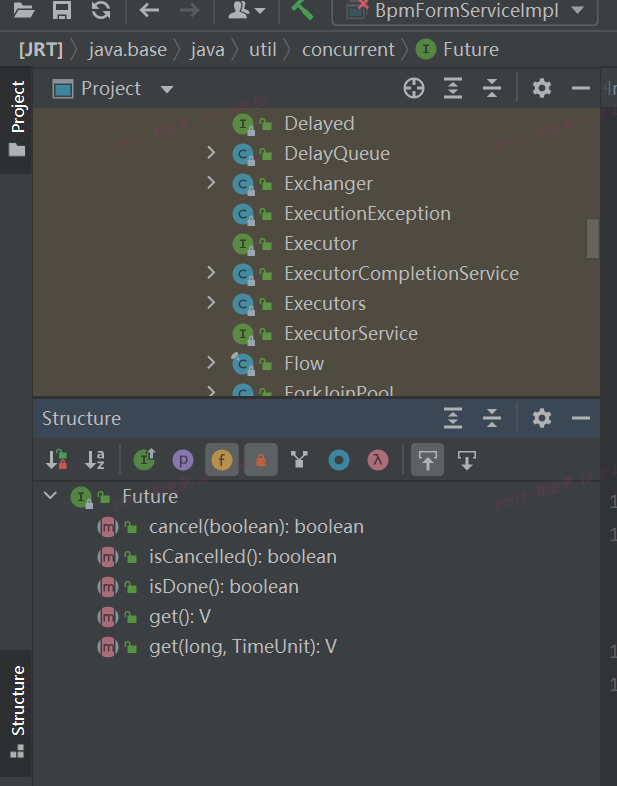 BpmFormServiceImpl
[JRT] java.base java util concurrent I Future
Project
Project
I Delayed
C DelayQueue
C Exchanger
C ExecutionException
I Executor
C ExecutorCompletionService
C Executors
I ExecutorService
C Flow
C ForkJoinPool
Structure
a z I p f λ
I Future
m cancel(boolean): boolean
m isCancelled(): boolean
m isDone(): boolean
m get(): V
m get(long, TimeUnit): V
Structure